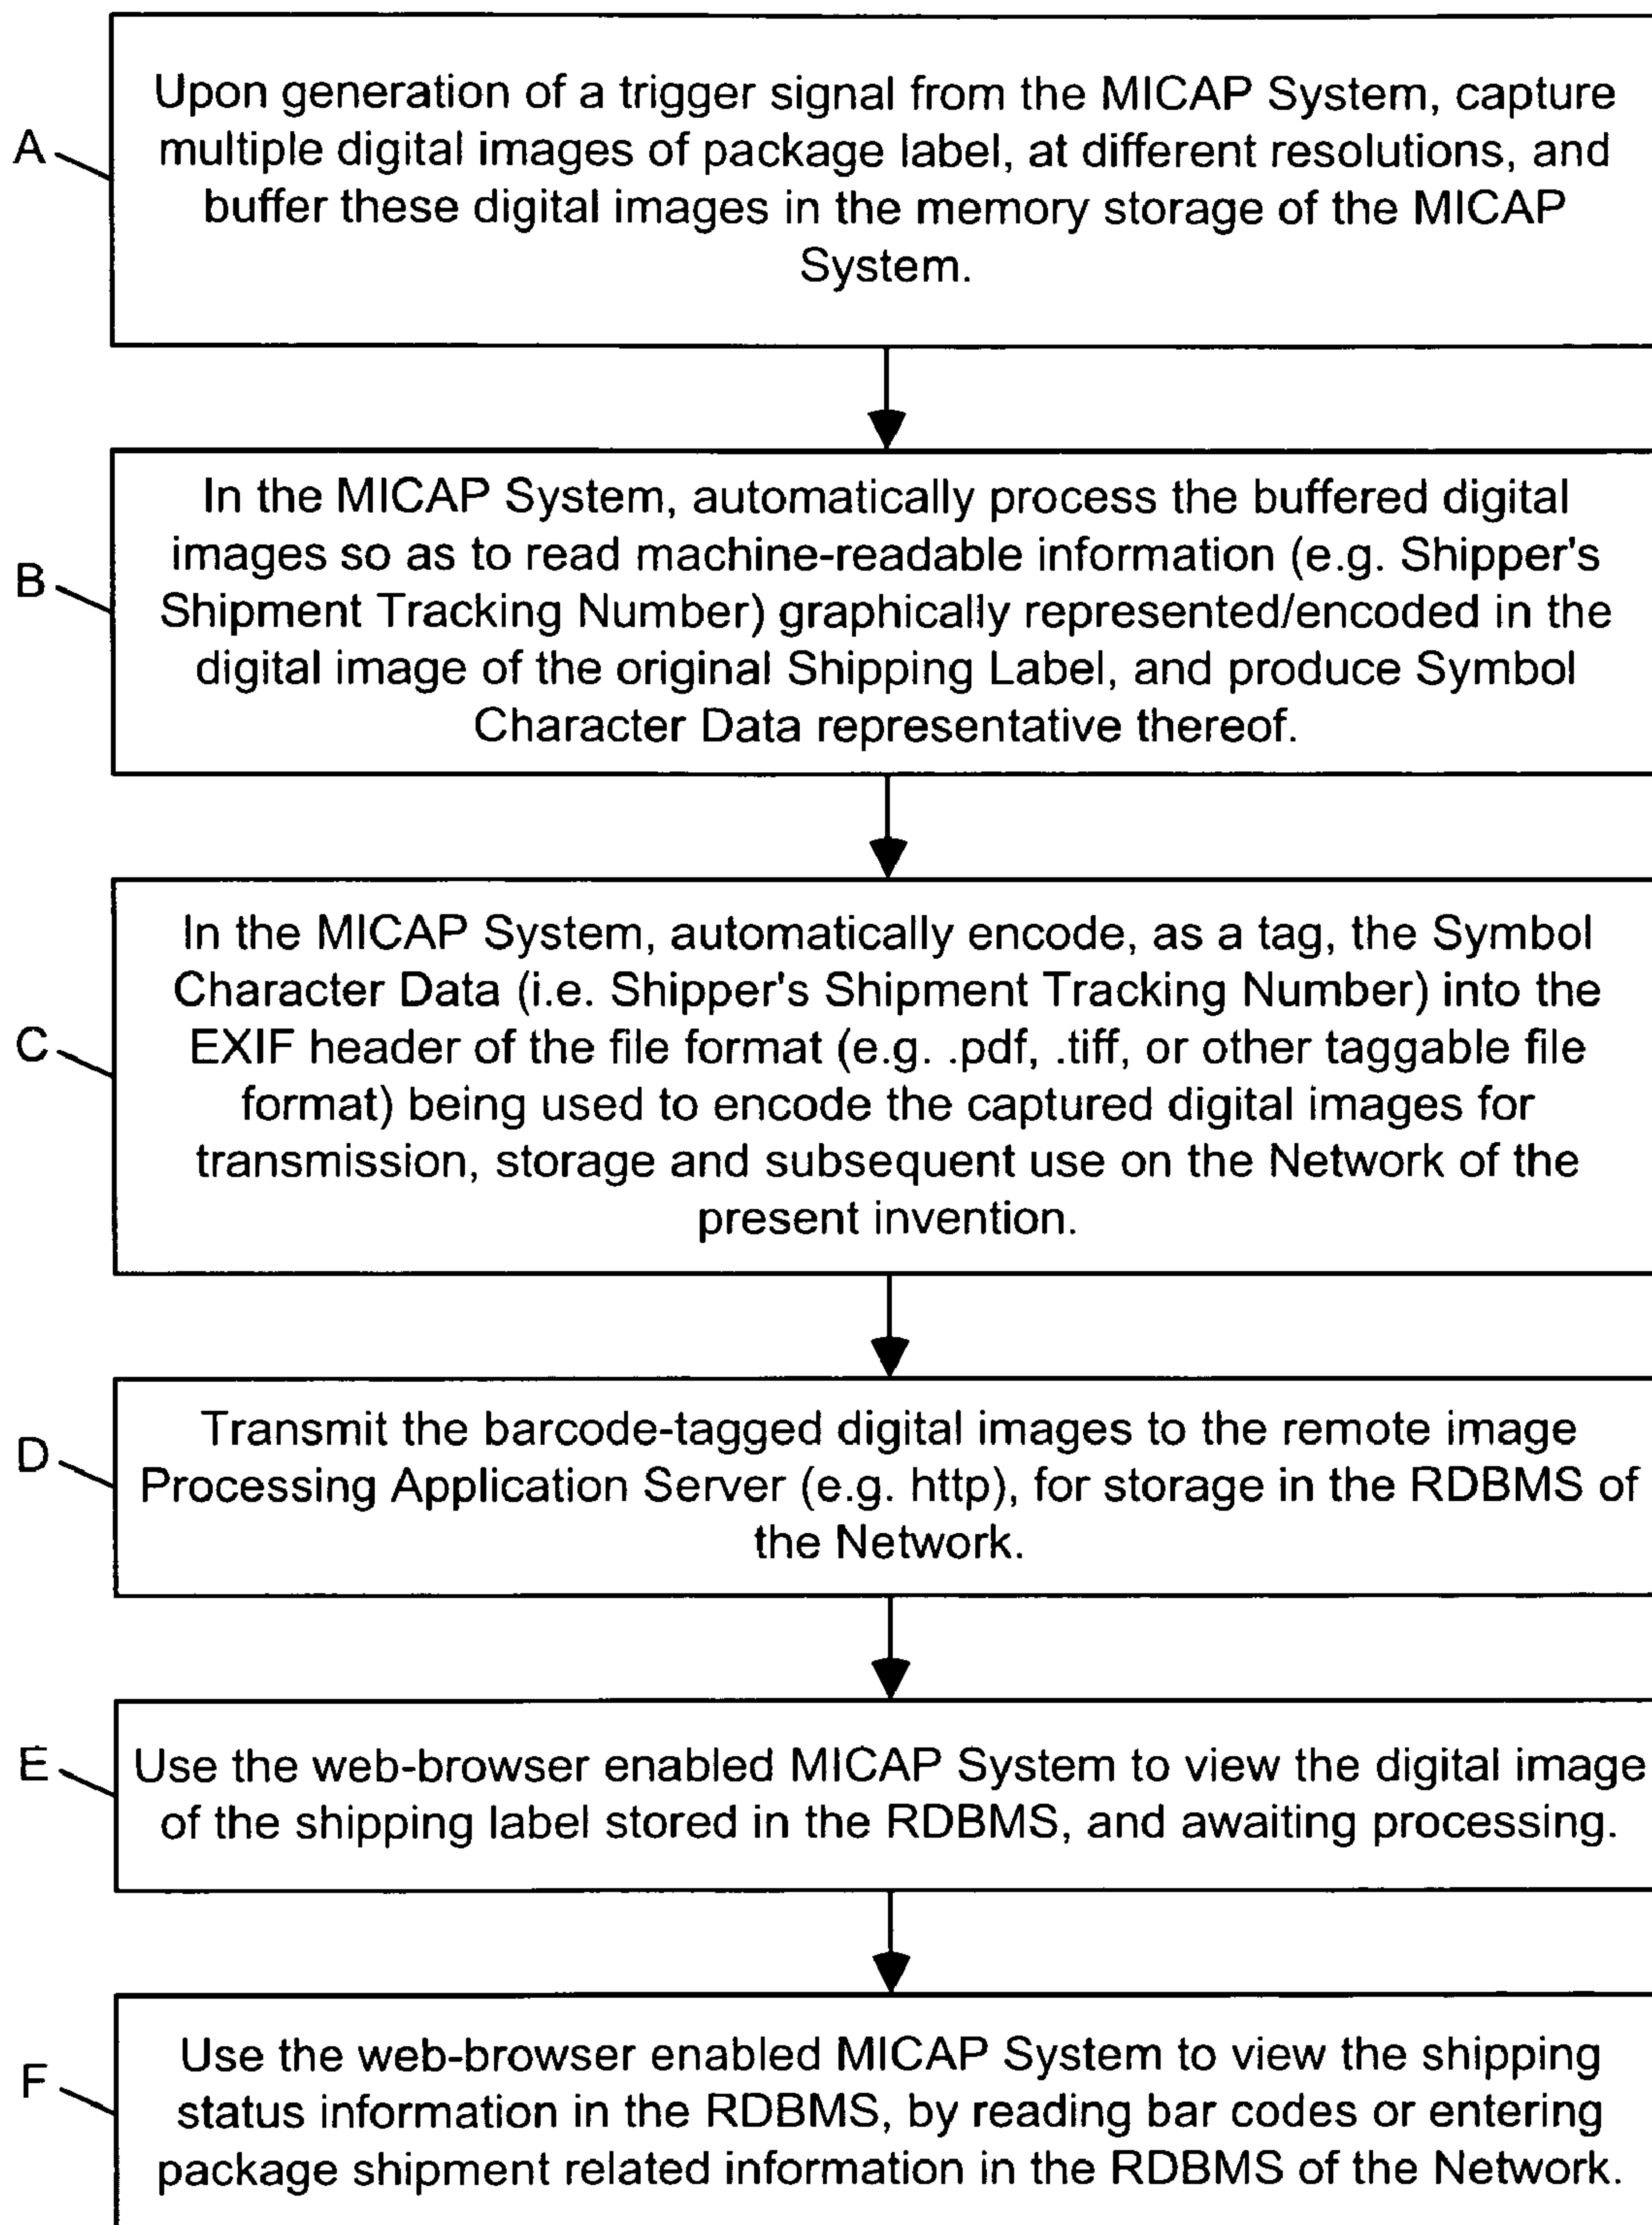 A
Upon generation of a trigger signal from the MICAP System, capture
multiple digital images of package label, at different resolutions, and
buffer these digital images in the memory storage of the MICAP
System.
B
In the MICAP System, automatically process the buffered digital
images so as to read machine-readable information (e.g. Shipper's
Shipment Tracking Number) graphically represented/encoded in the
digital image of the original Shipping Label, and produce Symbol
Character Data representative thereof.
C
In the MICAP System, automatically encode, as a tag, the Symbol
Character Data (i.e. Shipper's Shipment Tracking Number) into the
EXIF header of the file format (e.g. .pdf, .tiff, or other taggable file
format) being used to encode the captured digital images for
transmission, storage and subsequent use on the Network of the
present invention.
D
Transmit the barcode-tagged digital images to the remote image
Processing Application Server (e.g. http), for storage in the RDBMS of
the Network.
E
Use the web-browser enabled MICAP System to view the digital image
of the shipping label stored in the RDBMS, and awaiting processing.
F
Use the web-browser enabled MICAP System to view the shipping
status information in the RDBMS, by reading bar codes or entering
package shipment related information in the RDBMS of the Network.